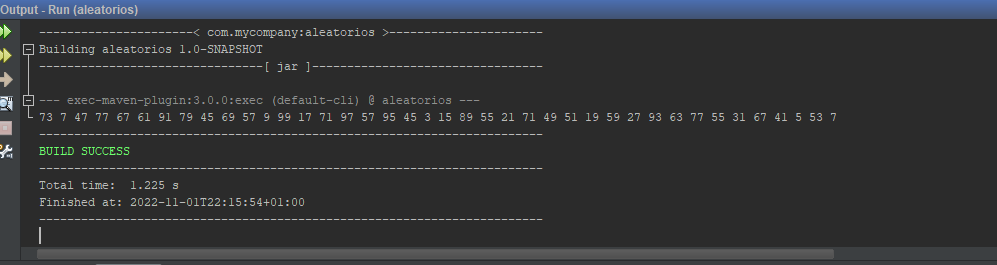 Output - Run (aleatorios)
----------------------< com.mycompany:aleatorios >----------------------
Building aleatorios 1.0-SNAPSHOT
--------------------------------[ jar ]---------------------------------
--- exec-maven-plugin:3.0.0:exec (default-cli) @ aleatorios ---
73 7 47 77 67 61 91 79 45 69 57 9 99 17 71 97 57 95 45 3 15 89 55 21 71 49 51 19 59 27 93 63 77 55 31 67 41 5 53 7
------------------------------------------------------------------------
BUILD SUCCESS
------------------------------------------------------------------------
Total time:  1.225 s
Finished at: 2022-11-01T22:15:54+01:00
------------------------------------------------------------------------